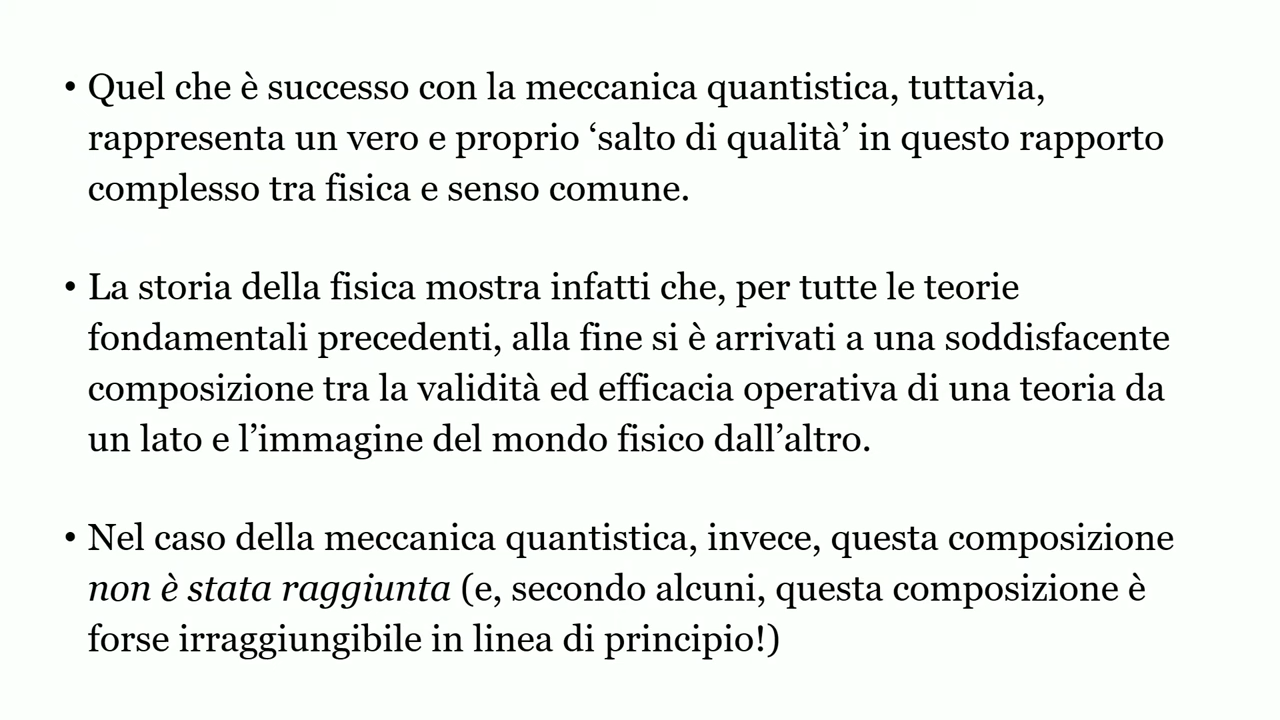 • Quel che è successo con la meccanica quantistica, tuttavia,
rappresenta un vero e proprio ‘salto di qualità’ in questo rapporto
complesso tra fisica e senso comune.
• La storia della fisica mostra infatti che, per tutte le teorie
fondamentali precedenti, alla fine si è arrivati a una soddisfacente
composizione tra la validità ed efficacia operativa di una teoria da
un lato e l’immagine del mondo fisico dall’altro.
• Nel caso della meccanica quantistica, invece, questa composizione
non è stata raggiunta (e, secondo alcuni, questa composizione è
forse irraggiungibile in linea di principio!)